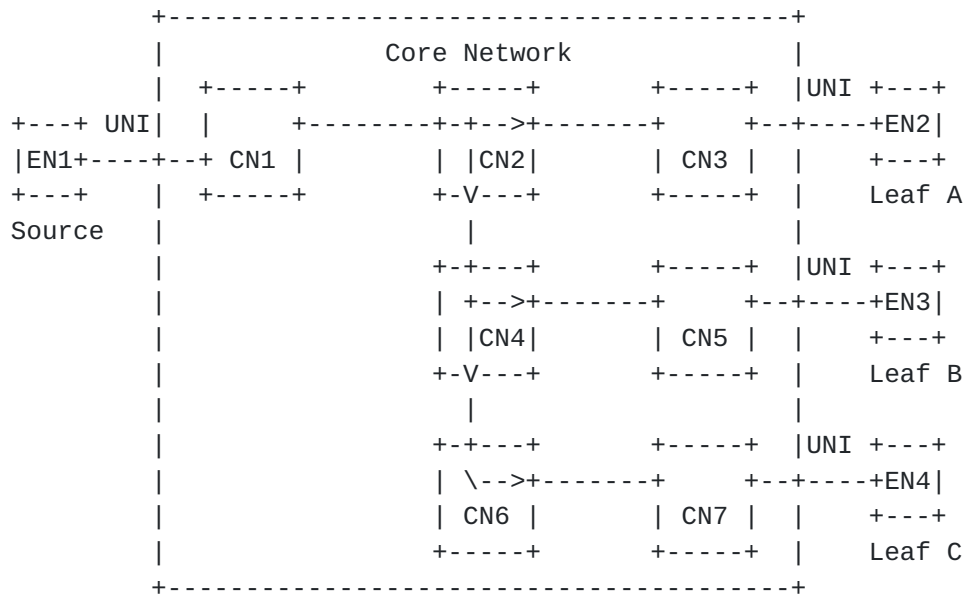 Core Network
UNI
UNI
EN2
EN1
CN1
CN2
CN3
Leaf A
Source
UNI
EN3
CN4
CN5
Leaf B
UNI
EN4
CN6
CN7
Leaf C